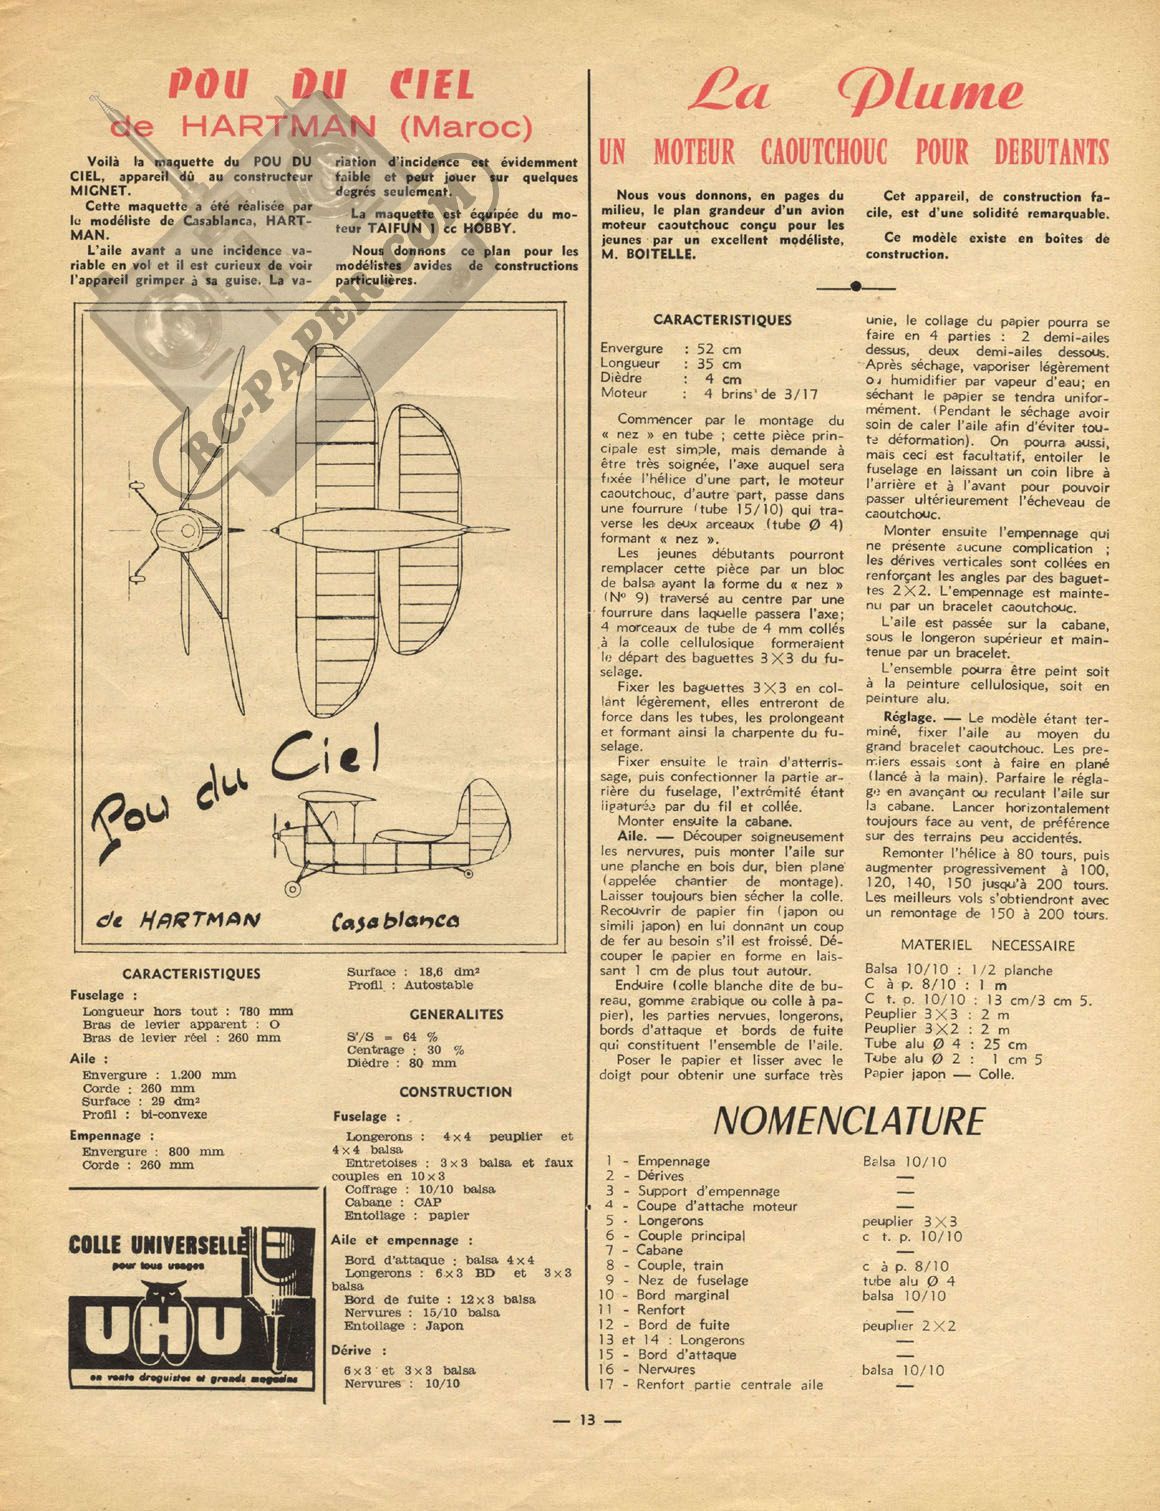 POU DU CIEL
de HARTMAN (Maroc)
Voilà la maquette du POU DU
CIEL, appareil dû au constructeur
MIGNET.
Cette maquette a été réalisée par
le modéliste de Casablanca, HART-
MAN.
L'aile avant a une incidence va-
riable en vol et il est curieux de voir
l'appareil grimper à sa guise. La va-
riation d'incidence est évidemment
faible et peut jouer sur quelques
degrés seulement.
La maquette est équipée du mo-
teur TAIFUN 1 cc HOBBY.
Nous donnons ce plan pour les
modélistes avides de constructions
particulières.
RC-PAPER.COM
Pou du Ciel
de HARTMAN Casablanca
CARACTERISTIQUES
Fuselage :
Longueur hors tout : 780 mm
Bras de levier apparent : O
Bras de levier réel : 260 mm
Aile :
Envergure : 1.200 mm
Corde : 260 mm
Surface : 29 dm²
Profil : bi-convexe
Empennage :
Envergure : 800 mm
Corde : 260 mm
Surface : 18,6 dm²
Profil : Autostable
GENERALITES
S'/S = 64 %
Centrage : 30 %
Dièdre : 80 mm
CONSTRUCTION
Fuselage :
Longerons : 4×4 peuplier et
4×4 balsa
Entretoises : 3×3 balsa et faux
couples en 10×3
Coffrage : 10/10 balsa
Cabane : CAP
Entoilage : papier
Aile et empennage :
Bord d'attaque : balsa 4×4
Longerons : 6×3 BD et 3×3
balsa
Bord de fuite : 12×3 balsa
Nervures : 15/10 balsa
Entoilage : Japon
Dérive :
6×3 et 3×3 balsa
Nervures : 10/10
COLLE UNIVERSELLE
pour tous usages
UHU
en vente droguistes et grands magasins
La Plume
UN MOTEUR CAOUTCHOUC POUR DEBUTANTS
Nous vous donnons, en pages du
milieu, le plan grandeur d'un avion
moteur caoutchouc conçu pour les
jeunes par un excellent modéliste,
M. BOITELLE.
Cet appareil, de construction fa-
cile, est d'une solidité remarquable.
Ce modèle existe en boîtes de
construction.
CARACTERISTIQUES
Envergure : 52 cm
Longueur : 35 cm
Dièdre : 4 cm
Moteur : 4 brins de 3/17
Commencer par le montage du
« nez » en tube ; cette pièce prin-
cipale est simple, mais demande à
être très soignée, l'axe auquel sera
fixée l'hélice d'une part, le moteur
caoutchouc, d'autre part, passe dans
une fourrure (tube 15/10) qui tra-
verse les deux arceaux (tube Ø 4)
formant « nez ».
Les jeunes débutants pourront
remplacer cette pièce par un bloc
de balsa ayant la forme du « nez »
(N° 9) traversé au centre par une
fourrure dans laquelle passera l'axe;
4 morceaux de tube de 4 mm collés
à la colle cellulosique formeraient
le départ des baguettes 3×3 du fu-
selage.
Fixer les baguettes 3×3 en col-
lant légèrement, elles entreront de
force dans les tubes, les prolongeant
et formant ainsi la charpente du fu-
selage.
Fixer ensuite le train d'atterris-
sage, puis confectionner la partie ar-
rière du fuselage, l'extrémité étant
ligaturée par du fil et collée.
Monter ensuite la cabane.
Aile. — Découper soigneusement
les nervures, puis monter l'aile sur
une planche en bois dur, bien plane
(appelée chantier de montage).
Laisser toujours bien sécher la colle.
Recouvrir de papier fin (japon ou
simili japon) en lui donnant un coup
de fer au besoin s'il est froissé. Dé-
couper le papier en forme en lais-
sant 1 cm de plus tout autour.
Enduire (colle blanche dite de bu-
reau, gomme arabique ou colle à pa-
pier), les parties nervues, longerons,
bords d'attaque et bords de fuite
qui constituent l'ensemble de l'aile.
Poser le papier et lisser avec le
doigt pour obtenir une surface très
unie, le collage du papier pourra se
faire en 4 parties : 2 demi-ailes
dessus, deux demi-ailes dessous.
Après séchage, vaporiser légèrement
ou humidifier par vapeur d'eau; en
séchant le papier se tendra unifor-
mément. (Pendant le séchage avoir
soin de caler l'aile afin d'éviter tou-
te déformation). On pourra aussi,
mais ceci est facultatif, entoiler le
fuselage en laissant un coin libre à
l'arrière et à l'avant pour pouvoir
passer ultérieurement l'écheveau de
caoutchouc.
Monter ensuite l'empennage qui
ne présente aucune complication ;
les dérives verticales sont collées en
renforçant les angles par des baguet-
tes 2×2. L'empennage est mainte-
nu par un bracelet caoutchouc.
L'aile est passée sur la cabane,
sous le longeron supérieur et main-
tenue par un bracelet.
L'ensemble pourra être peint soit
à la peinture cellulosique, soit en
peinture alu.
Réglage. — Le modèle étant ter-
miné, fixer l'aile au moyen du
grand bracelet caoutchouc. Les pre-
miers essais sont à faire en plané
(lancé à la main). Parfaire le régla-
ge en avançant ou reculant l'aile sur
la cabane. Lancer horizontalement
toujours face au vent, de préférence
sur des terrains peu accidentés.
Remonter l'hélice à 80 tours, puis
augmenter progressivement à 100,
120, 140, 150 jusqu'à 200 tours.
Les meilleurs vols s'obtiendront avec
un remontage de 150 à 200 tours.
MATERIEL NECESSAIRE
Balsa 10/10 : 1/2 planche
C à p. 8/10 : 1 m
C t. p. 10/10 : 13 cm/3 cm 5.
Peuplier 3×3 : 2 m
Peuplier 3×2 : 2 m
Tube alu Ø 4 : 25 cm
Tube alu Ø 2 : 1 cm 5
Papier japon — Colle.
NOMENCLATURE
1 - Empennage Balsa 10/10
2 - Dérives —
3 - Support d'empennage —
4 - Coupe d'attache moteur —
5 - Longerons peuplier 3×3
6 - Couple principal c t. p. 10/10
7 - Cabane —
8 - Couple, train c à p. 8/10
9 - Nez de fuselage tube alu Ø 4
10 - Bord marginal balsa 10/10
11 - Renfort —
12 - Bord de fuite peuplier 2×2
13 et 14 : Longerons —
15 - Bord d'attaque —
16 - Nervures balsa 10/10
17 - Renfort partie centrale aile —
— 13 —